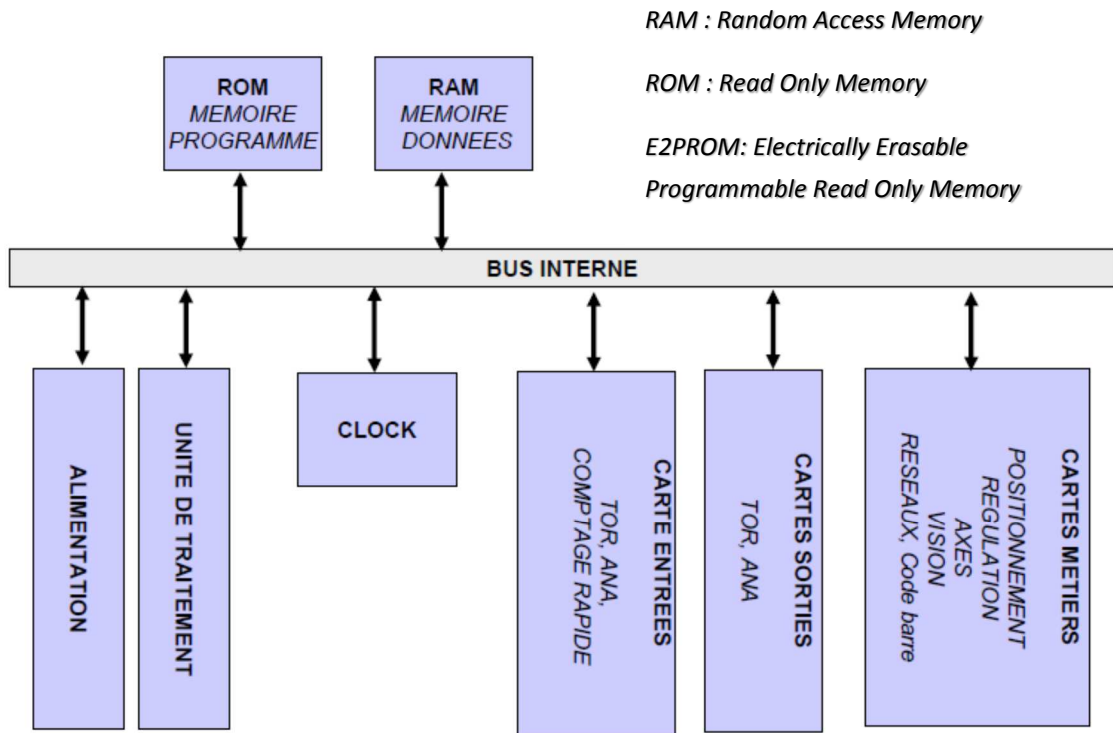 RAM : Random Access Memory
ROM : Read Only Memory
E2PROM: Electrically Erasable
Programmable Read Only Memory
ROM
MEMOIRE
PROGRAMME
RAM
MEMOIRE
DONNEES
BUS INTERNE
ALIMENTATION
UNITE DE TRAITEMENT
CLOCK
CARTE ENTREES
TOR, ANA,
COMPTAGE RAPIDE
CARTES SORTIES
TOR, ANA
CARTES METIERS
POSITIONNEMENT
REGULATION
AXES
VISION
RESEAUX, Code barre